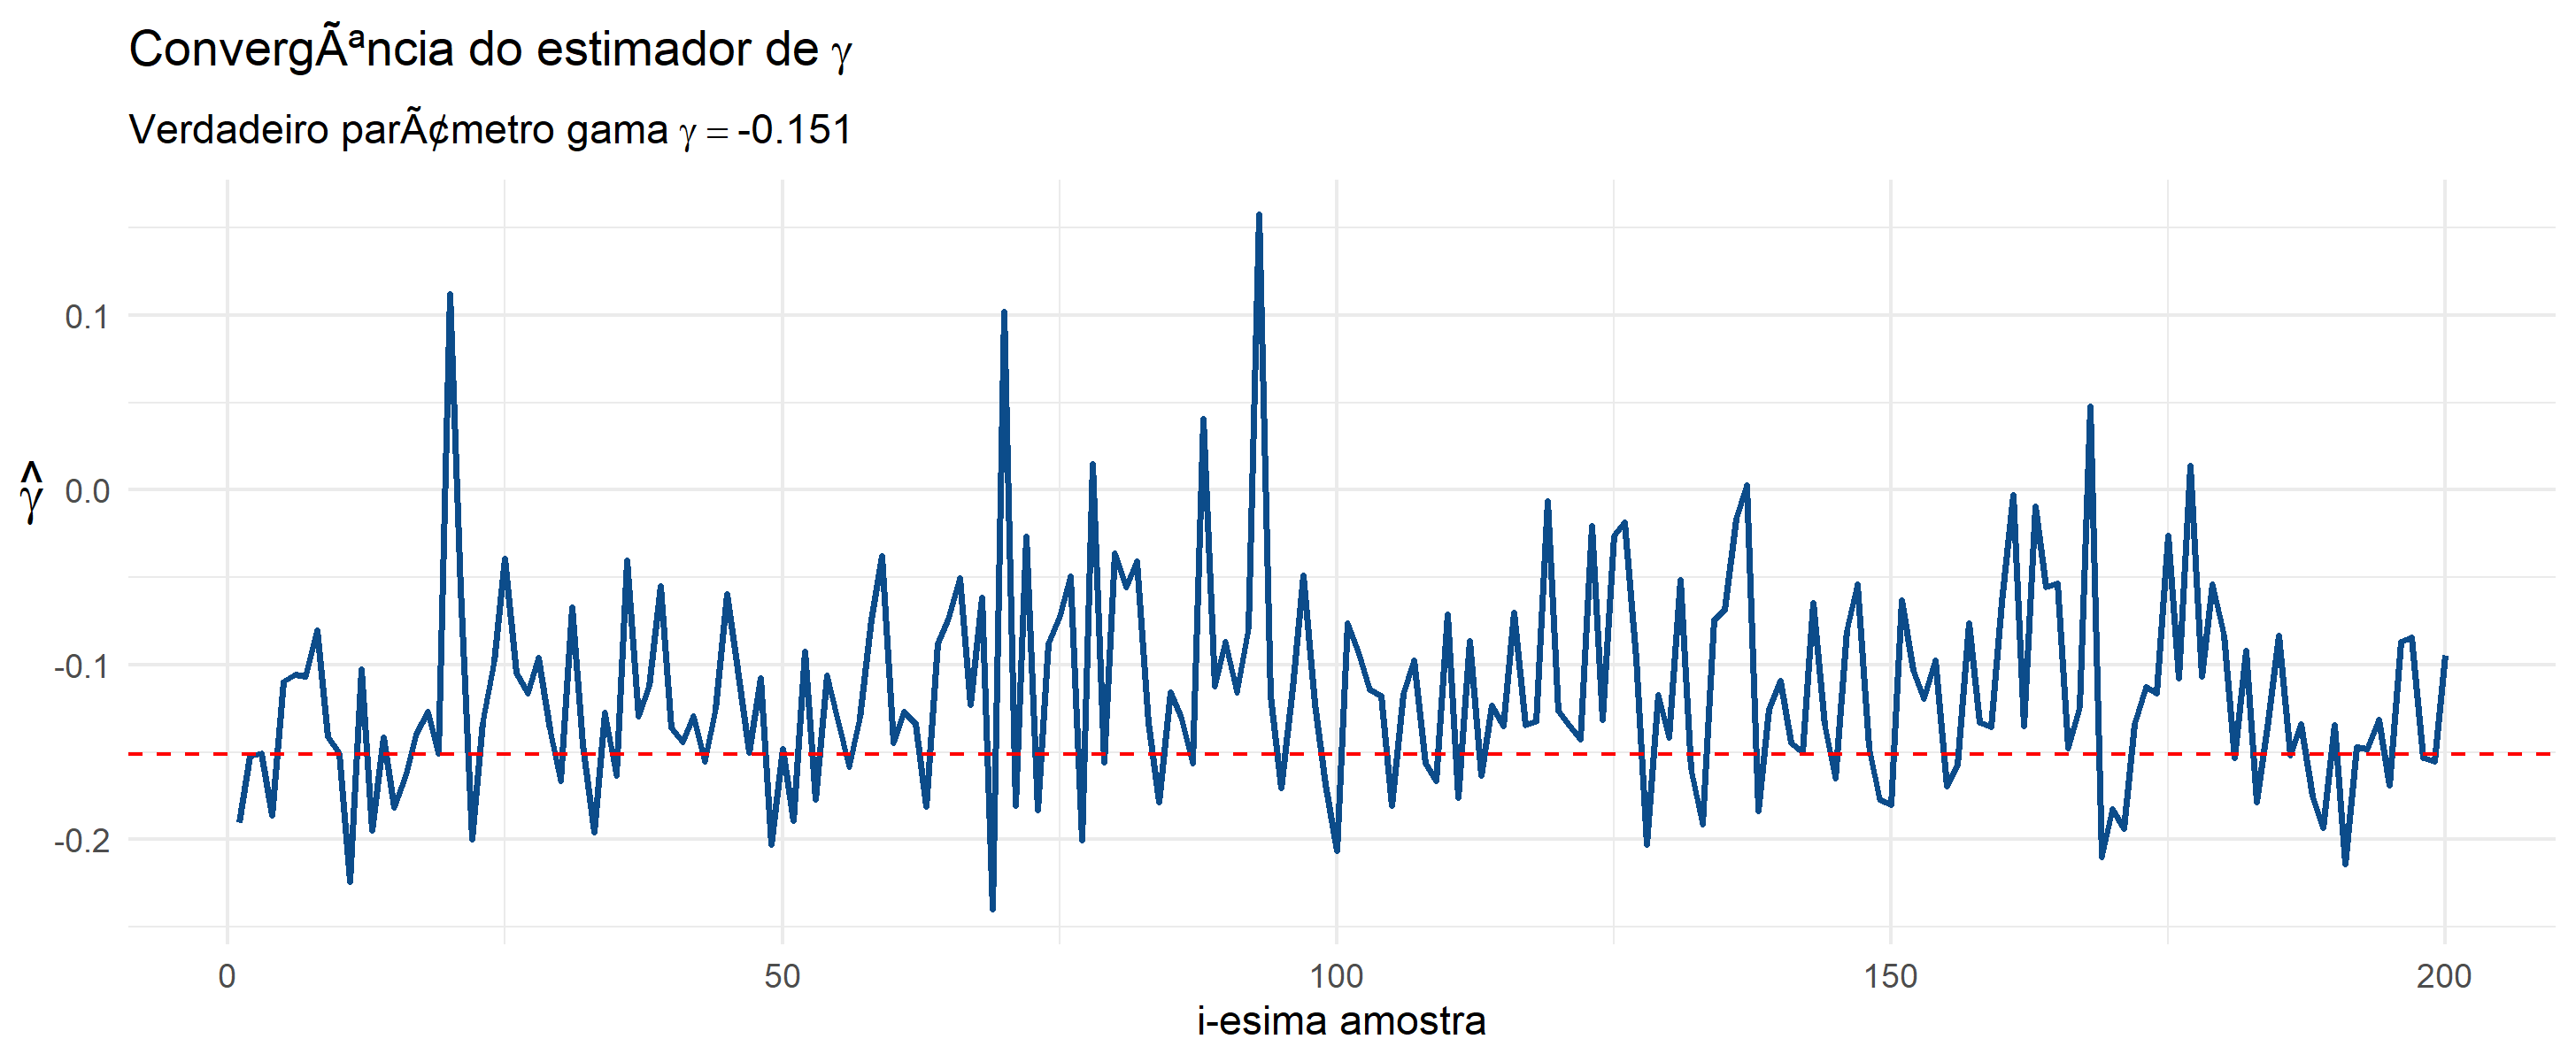 ConvergÃªncia do estimador de γ
Verdadeiro parÃ¢metro gama γ = -0.151
0.1
0.0
-0.1
-0.2
γ̂
0 50 100 150 200
i-esima amostra